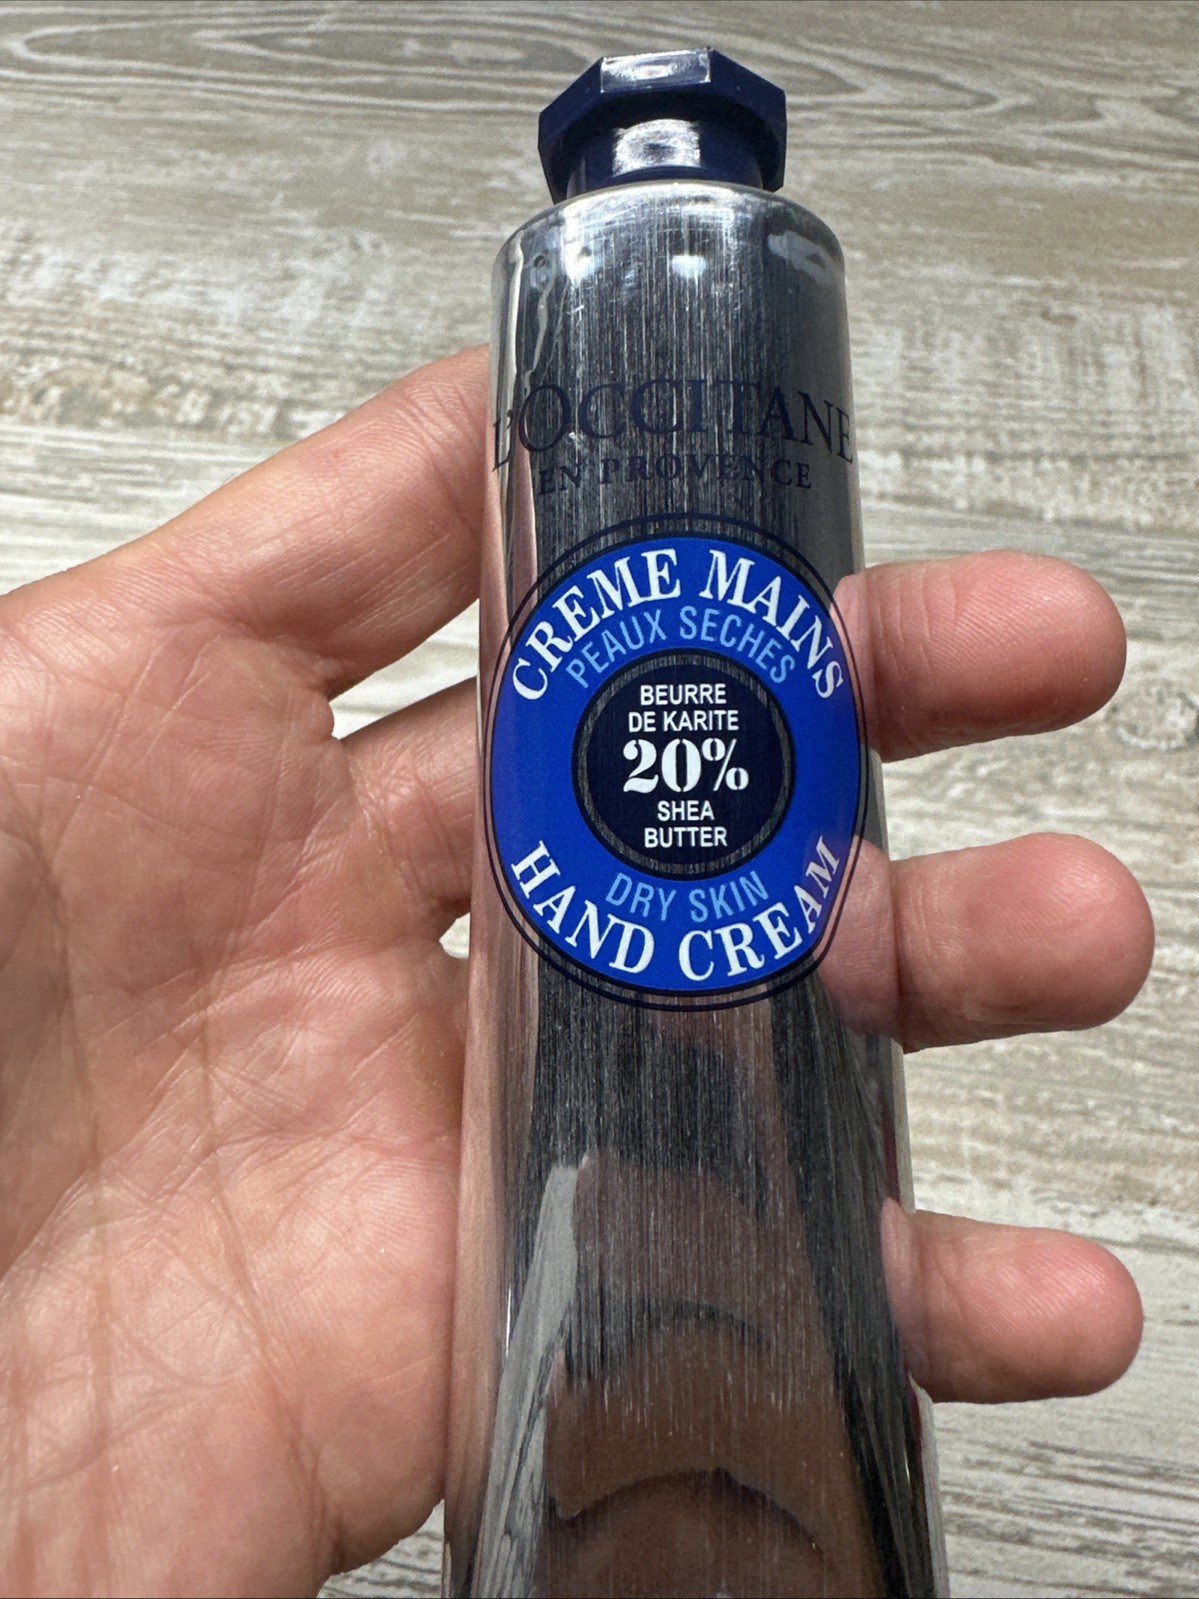 L'OCCITANE
EN PROVENCE
CREME MAINS
PEAUX SECHES
BEURRE
DE KARITE
20%
SHEA
BUTTER
DRY SKIN
HAND CREAM